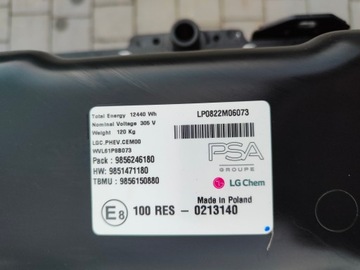 Total Energy 12440 Wh
Nominal Voltage 305 V
Weight 120 Kg
LGC.PHEV.CEM00
WVL61P9B073
Pack : 9856246180
HW: 9851471180
TBMU : 9856150880
LP0822M06073
PSA
GROUPE
LG Chem
Made in Poland
E8 100 RES — 0213140